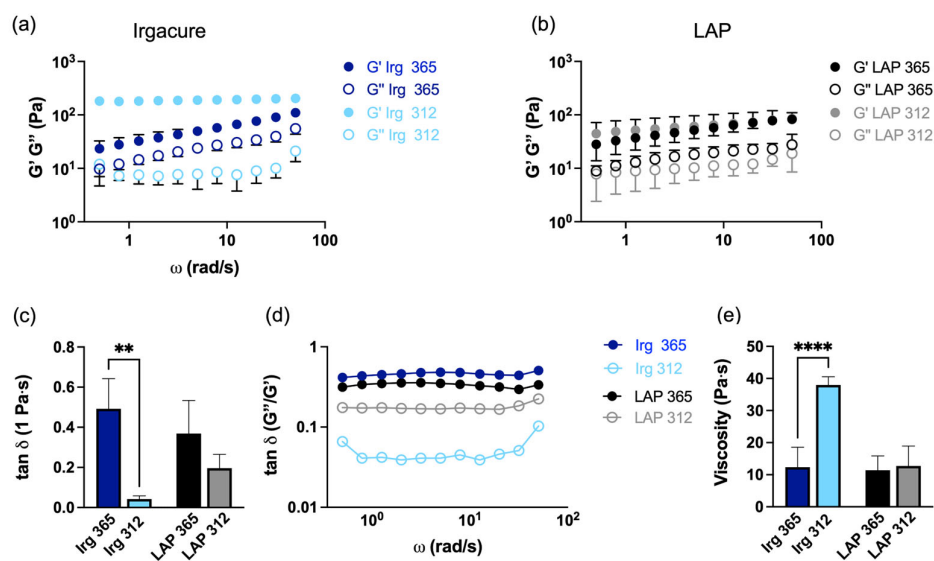 (a)
Irgacure
G' G'' (Pa)
10³
10²
10¹
10⁰
1
10
100
ω (rad/s)
G' Irg 365
G'' Irg 365
G' Irg 312
G'' Irg 312
(b)
LAP
G' G'' (Pa)
10³
10²
10¹
10⁰
1
10
100
ω (rad/s)
G' LAP 365
G'' LAP 365
G' LAP 312
G'' LAP 312
(c)
tan δ (1 Pa·s)
0.8
0.6
0.4
0.2
0.0
**
Irg 365
Irg 312
LAP 365
LAP 312
(d)
tan δ (G''/G')
1
0.1
0.01
10⁰
10¹
10²
ω (rad/s)
Irg 365
Irg 312
LAP 365
LAP 312
(e)
Viscosity (Pa·s)
50
40
30
20
10
0
****
Irg 365
Irg 312
LAP 365
LAP 312